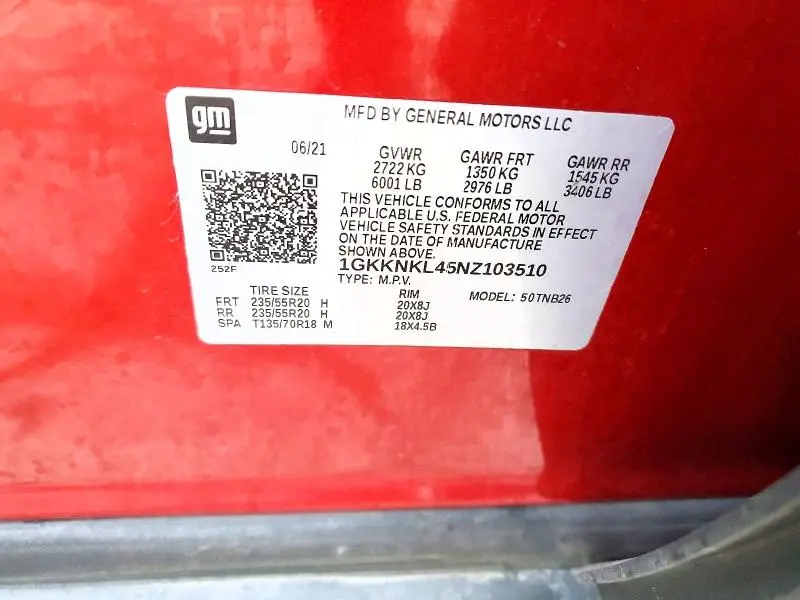 gm
MFD BY GENERAL MOTORS LLC
06/21 GVWR GAWR FRT GAWR RR
2722 KG 1350 KG 1545 KG
6001 LB 2976 LB 3406 LB
THIS VEHICLE CONFORMS TO ALL
APPLICABLE U.S. FEDERAL MOTOR
VEHICLE SAFETY STANDARDS IN EFFECT
ON THE DATE OF MANUFACTURE
SHOWN ABOVE.
252F
1GKKNKL45NZ103510
TYPE: M.P.V. MODEL: 50TNB26
TIRE SIZE RIM
FRT 235/55R20 H 20X8J
RR 235/55R20 H 20X8J
SPA T135/70R18 M 18X4.5B